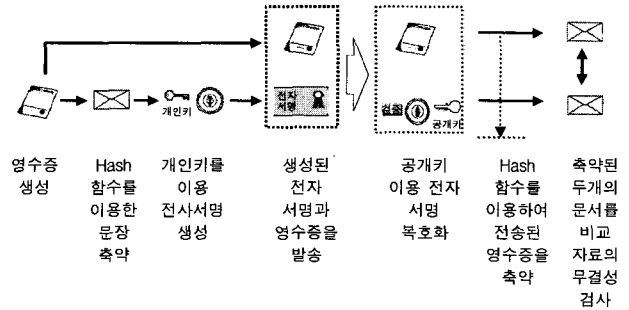 전자
서명
개인키
검증
공개키
영수증
생성
Hash
함수를
이용한
문장
축약
개인키를
이용
전사서명
생성
생성된
전자
서명과
영수증을
발송
공개키
이용 전자
서명
복호화
Hash
함수를
이용하여
전송된
영수증을
축약
축약된
두개의
문서를
비교
자료의
무결성
검사